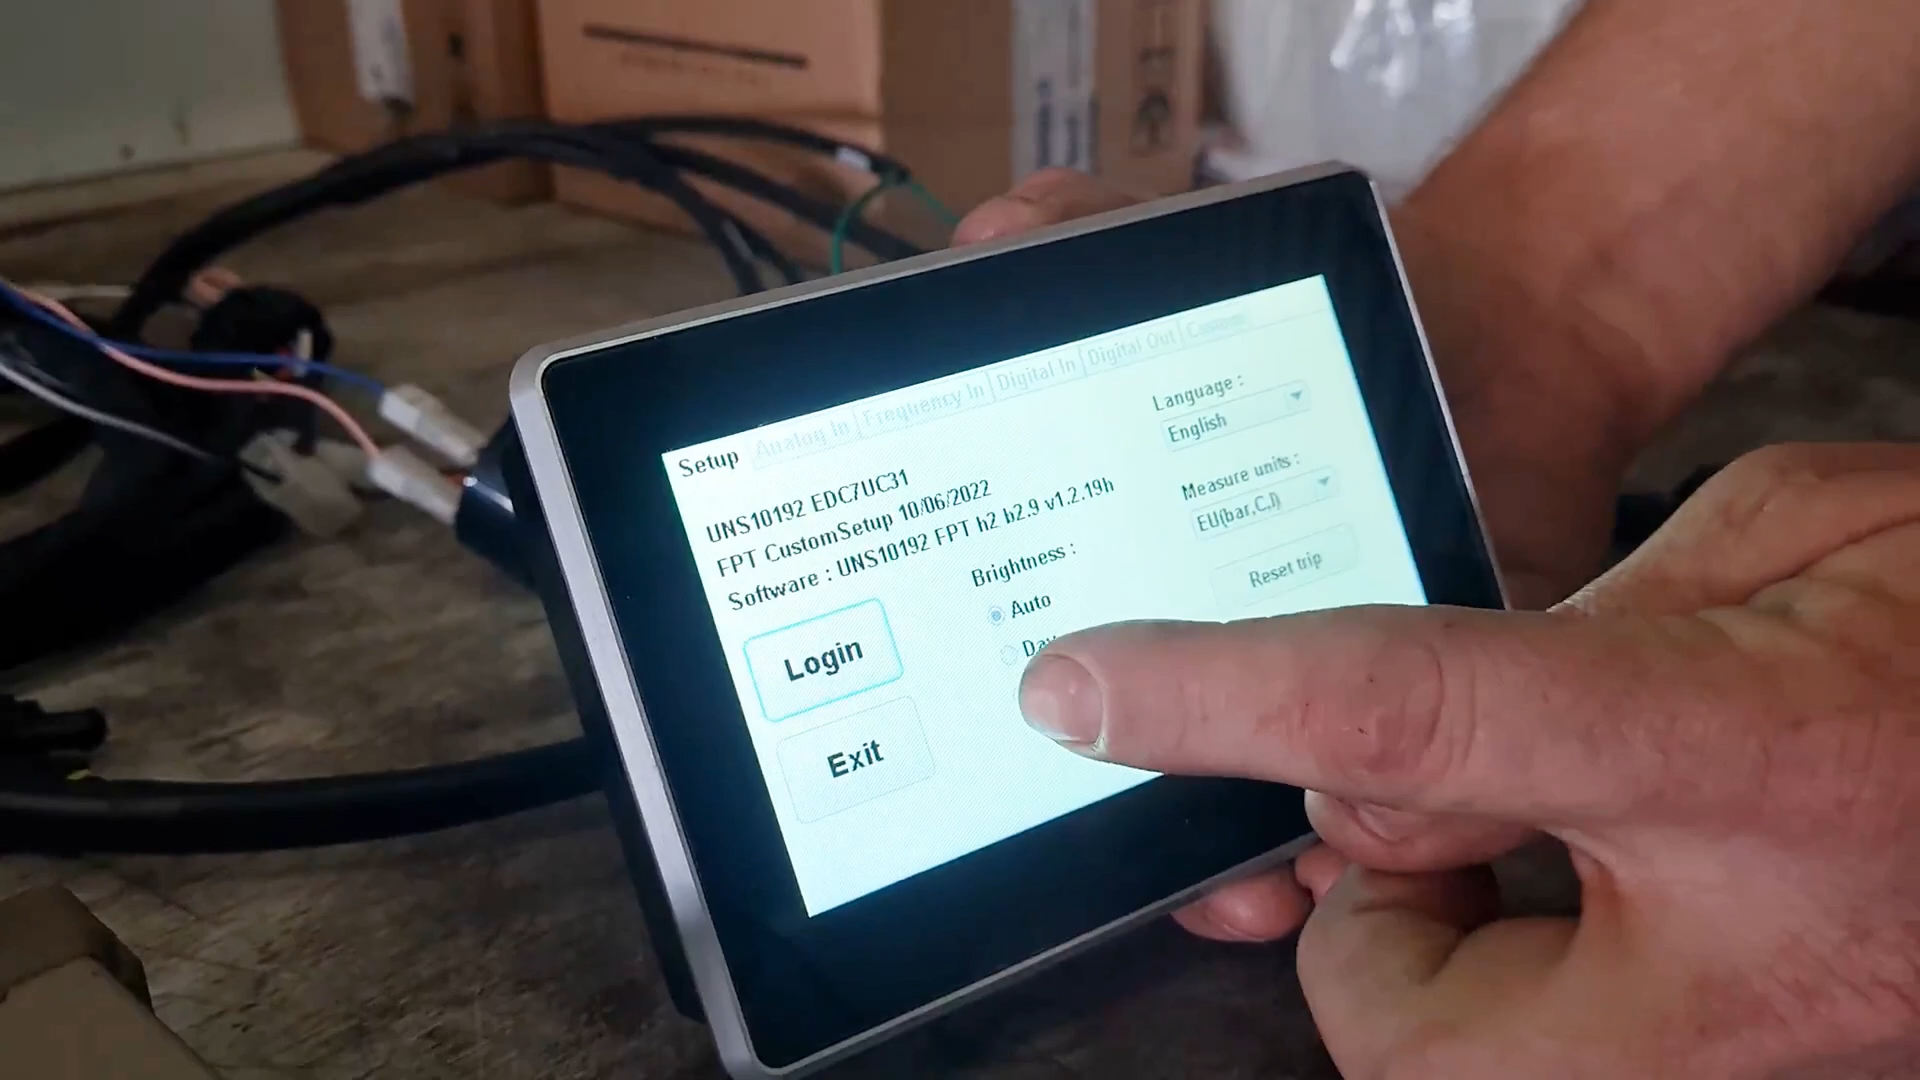 Setup Analog In Frequency In Digital In Digital Out Custom
UNS10192 EDC7UC31
FPT CustomSetup 10/06/2022
Software : UNS10192 FPT h2 b2.9 v1.2.19h
Login
Exit
Brightness :
Auto
Language :
English
Measure units :
EU(bar,C,l)
Reset trip